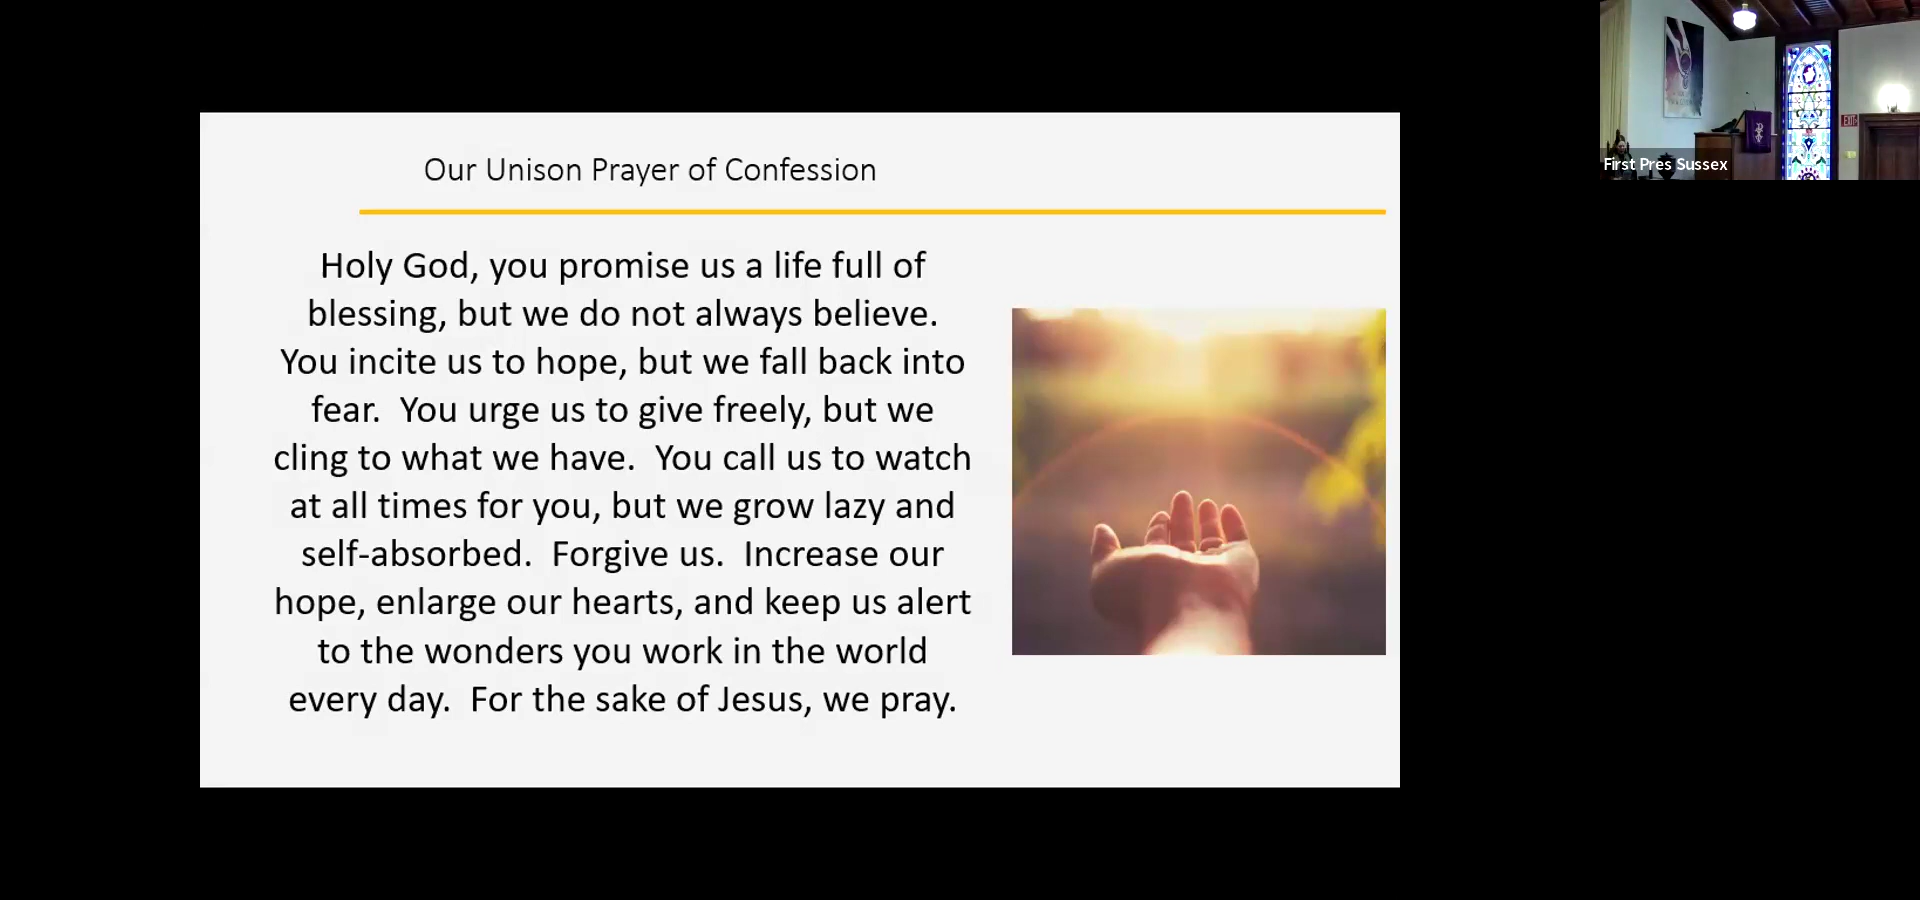 Our Unison Prayer of Confession
Holy God, you promise us a life full of
blessing, but we do not always believe.
You incite us to hope, but we fall back into
fear.  You urge us to give freely, but we
cling to what we have.  You call us to watch
at all times for you, but we grow lazy and
self-absorbed.  Forgive us.  Increase our
hope, enlarge our hearts, and keep us alert
to the wonders you work in the world
every day.  For the sake of Jesus, we pray.
EXIT
First Pres Sussex